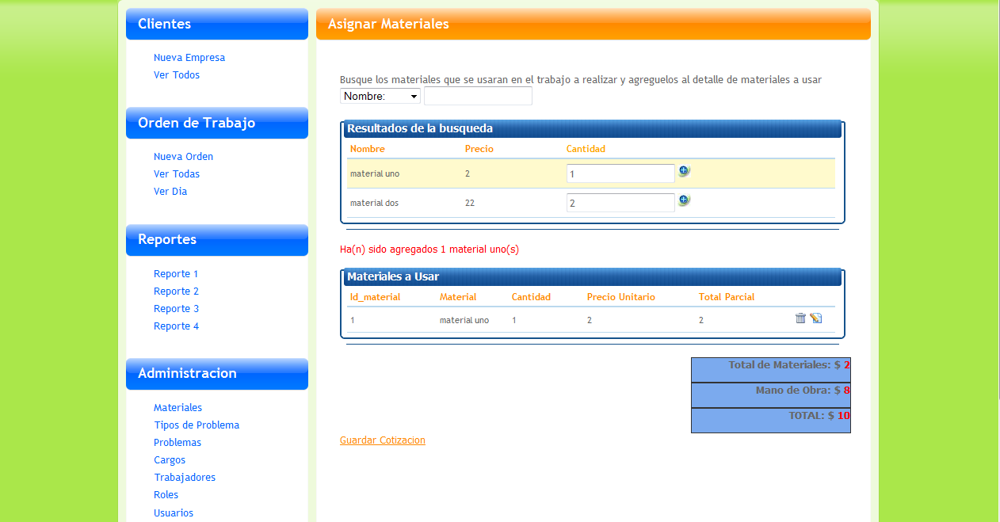 Clientes
Nueva Empresa
Ver Todos
Orden de Trabajo
Nueva Orden
Ver Todas
Ver Dia
Reportes
Reporte 1
Reporte 2
Reporte 3
Reporte 4
Administracion
Materiales
Tipos de Problema
Problemas
Cargos
Trabajadores
Roles
Usuarios
Asignar Materiales
Busque los materiales que se usaran en el trabajo a realizar y agreguelos al detalle de materiales a usar
Nombre:
Resultados de la busqueda
Nombre Precio Cantidad
material uno 2 1
material dos 22 2
Ha(n) sido agregados 1 material uno(s)
Materiales a Usar
Id_material Material Cantidad Precio Unitario Total Parcial
1 material uno 1 2 2
Total de Materiales: $ 2
Mano de Obra: $ 8
TOTAL: $ 10
Guardar Cotizacion